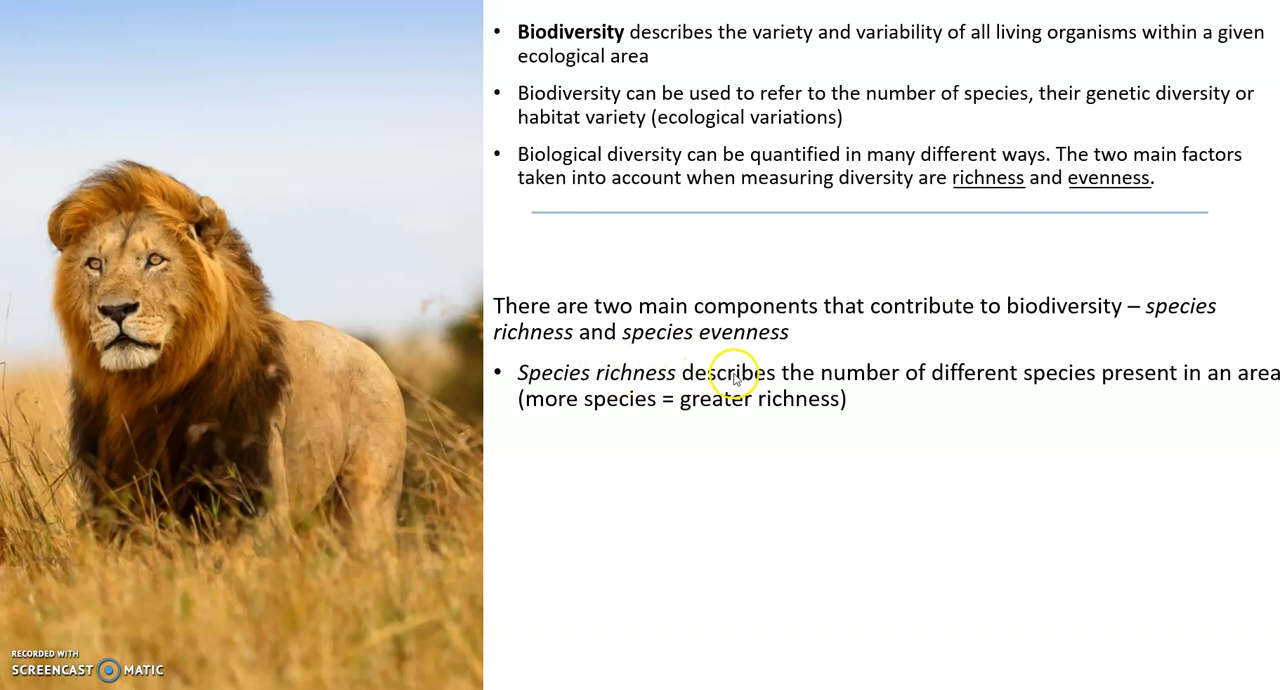 • Biodiversity describes the variety and variability of all living organisms within a given
ecological area
• Biodiversity can be used to refer to the number of species, their genetic diversity or
habitat variety (ecological variations)
• Biological diversity can be quantified in many different ways. The two main factors
taken into account when measuring diversity are richness and evenness.
There are two main components that contribute to biodiversity – species
richness and species evenness
• Species richness describes the number of different species present in an area
(more species = greater richness)
RECORDED WITH
SCREENCAST MATIC